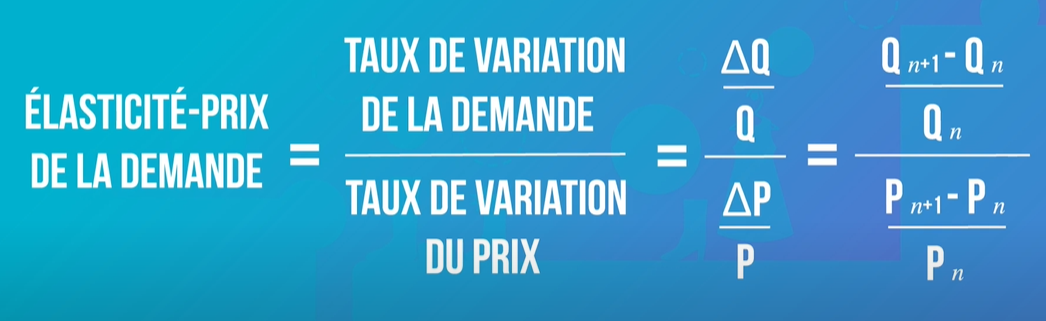 ÉLASTICITÉ-PRIX
DE LA DEMANDE
=
TAUX DE VARIATION
DE LA DEMANDE
TAUX DE VARIATION
DU PRIX
=
ΔQ
Q
ΔP
P
=
Q n+1 - Q n
Q n
P n+1 - P n
P n